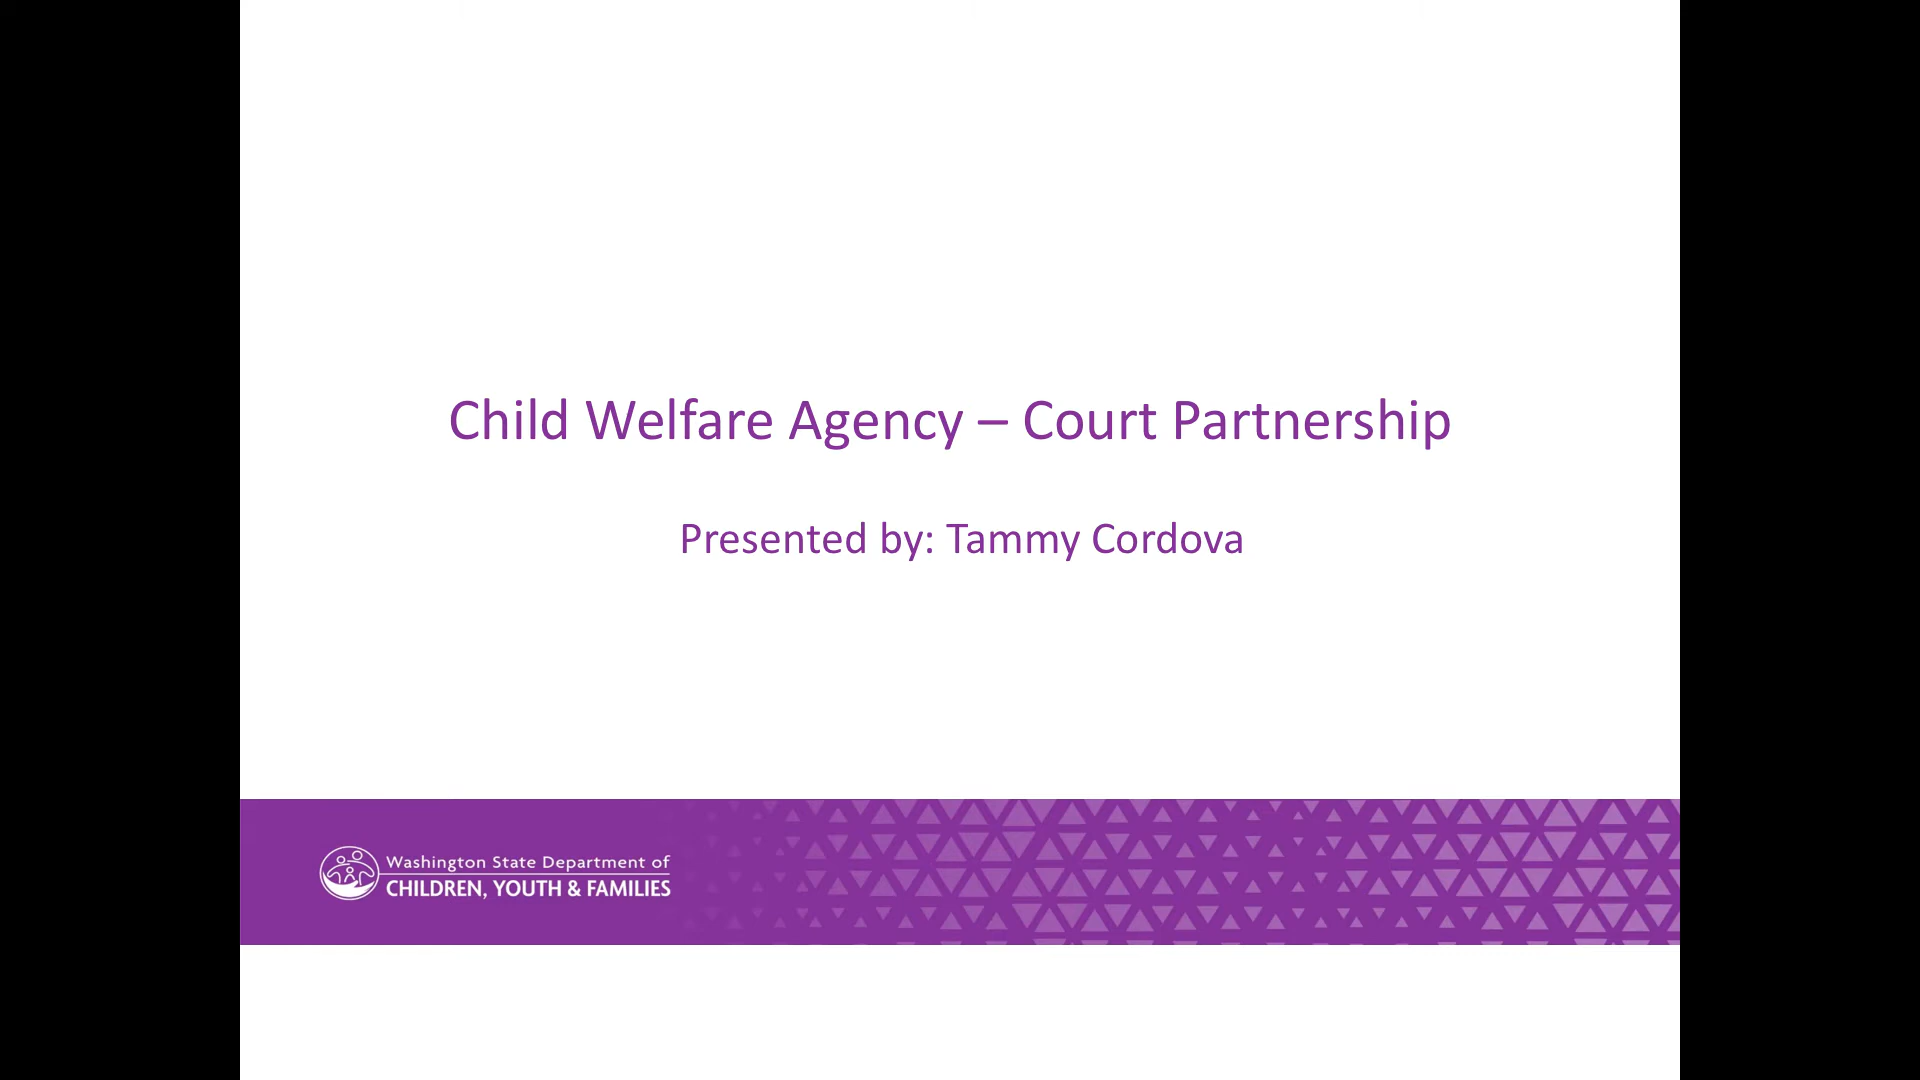 Child Welfare Agency – Court Partnership
Presented by: Tammy Cordova
Washington State Department of
CHILDREN, YOUTH & FAMILIES